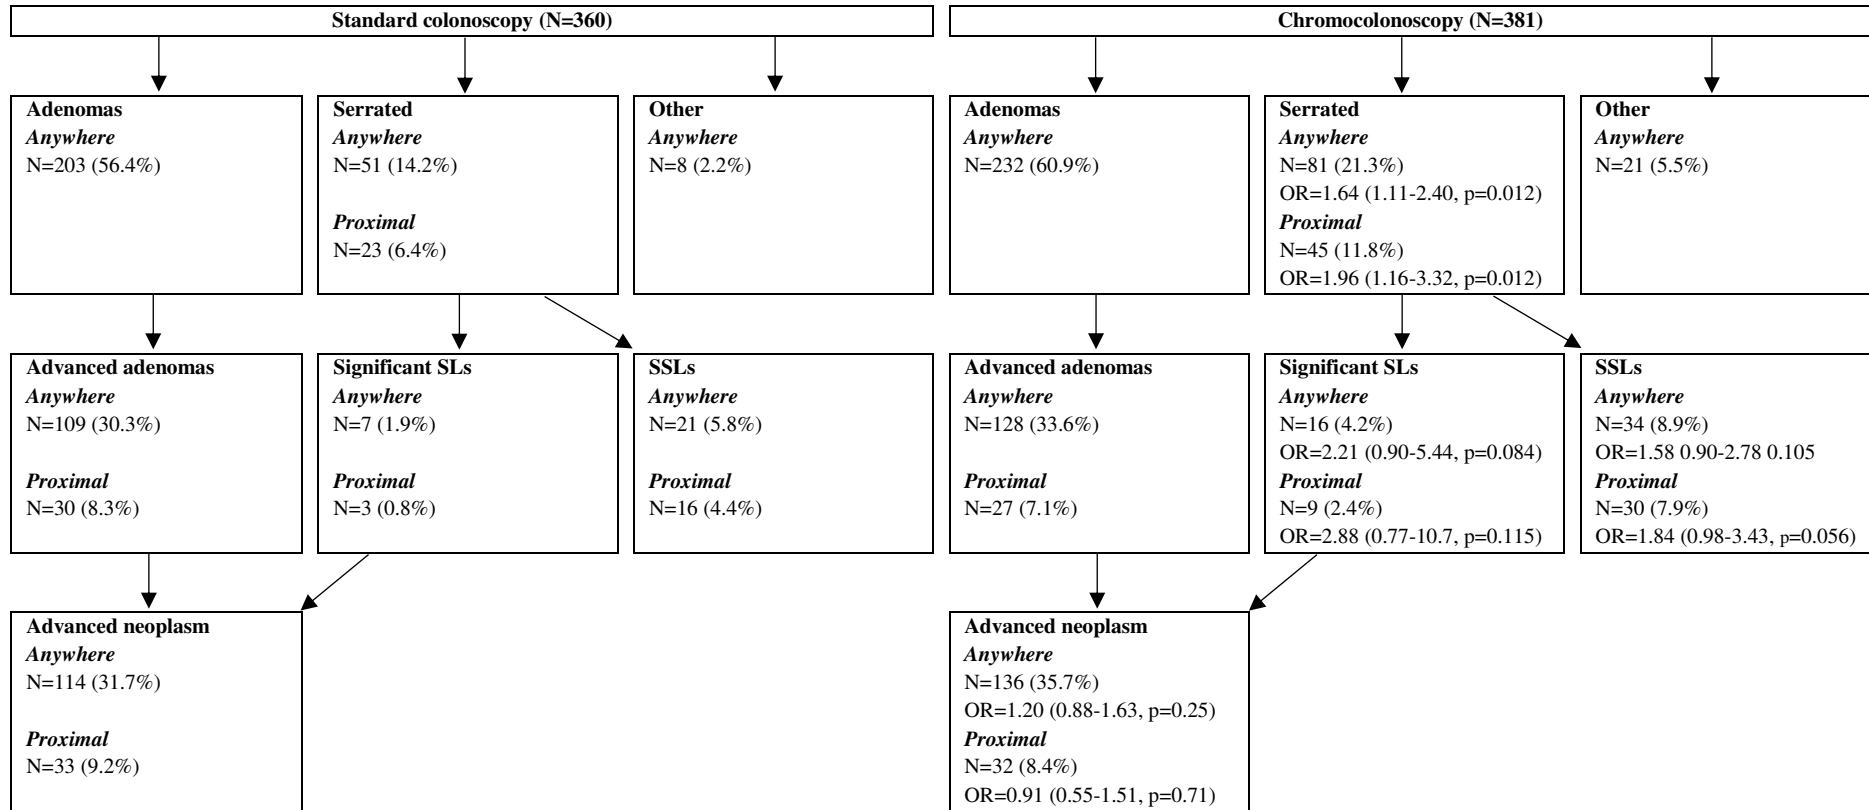 Standard colonoscopy (N=360)
Adenomas
Anywhere
N=203 (56.4%)
Serrated
Anywhere
N=51 (14.2%)
Proximal
N=23 (6.4%)
Other
Anywhere
N=8 (2.2%)
Advanced adenomas
Anywhere
N=109 (30.3%)
Proximal
N=30 (8.3%)
Significant SLs
Anywhere
N=7 (1.9%)
Proximal
N=3 (0.8%)
SSLs
Anywhere
N=21 (5.8%)
Proximal
N=16 (4.4%)
Advanced neoplasm
Anywhere
N=114 (31.7%)
Proximal
N=33 (9.2%)
Chromocolonoscopy (N=381)
Adenomas
Anywhere
N=232 (60.9%)
Serrated
Anywhere
N=81 (21.3%)
OR=1.64 (1.11-2.40, p=0.012)
Proximal
N=45 (11.8%)
OR=1.96 (1.16-3.32, p=0.012)
Other
Anywhere
N=21 (5.5%)
Advanced adenomas
Anywhere
N=128 (33.6%)
Proximal
N=27 (7.1%)
Significant SLs
Anywhere
N=16 (4.2%)
OR=2.21 (0.90-5.44, p=0.084)
Proximal
N=9 (2.4%)
OR=2.88 (0.77-10.7, p=0.115)
SSLs
Anywhere
N=34 (8.9%)
OR=1.58 0.90-2.78 0.105
Proximal
N=30 (7.9%)
OR=1.84 (0.98-3.43, p=0.056)
Advanced neoplasm
Anywhere
N=136 (35.7%)
OR=1.20 (0.88-1.63, p=0.25)
Proximal
N=32 (8.4%)
OR=0.91 (0.55-1.51, p=0.71)